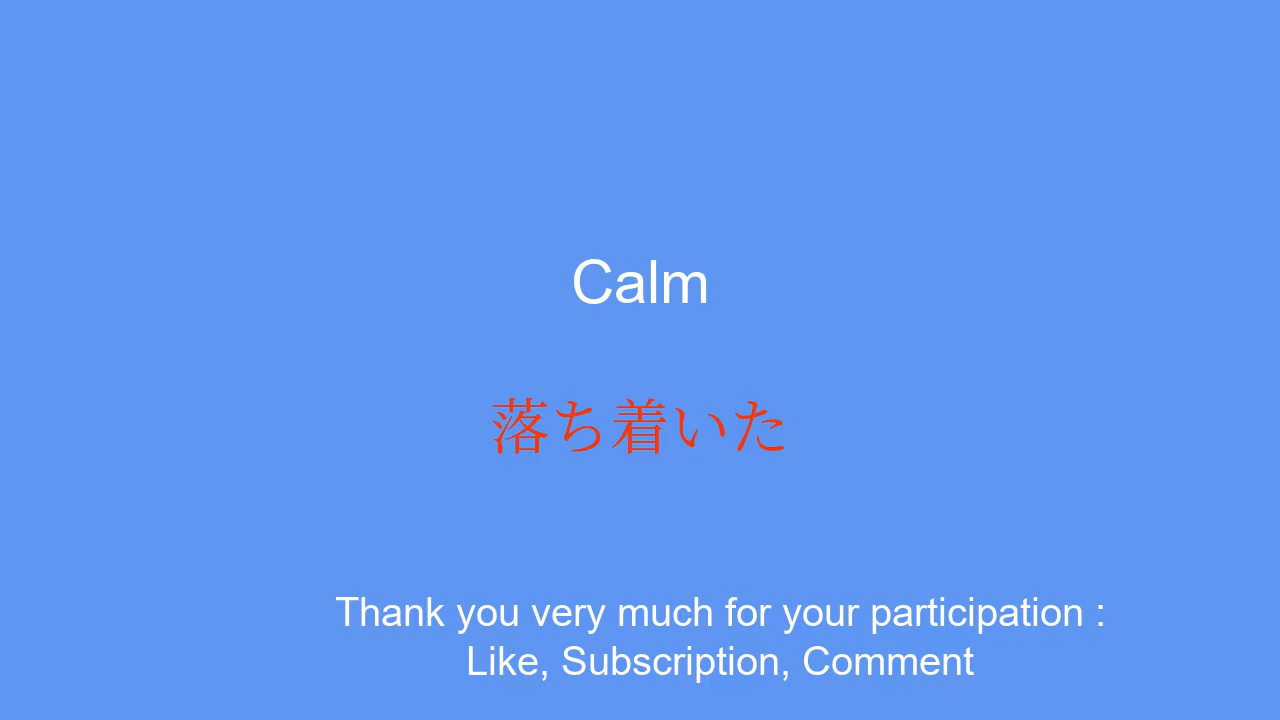 Calm
落ち着いた
Thank you very much for your participation :
Like, Subscription, Comment